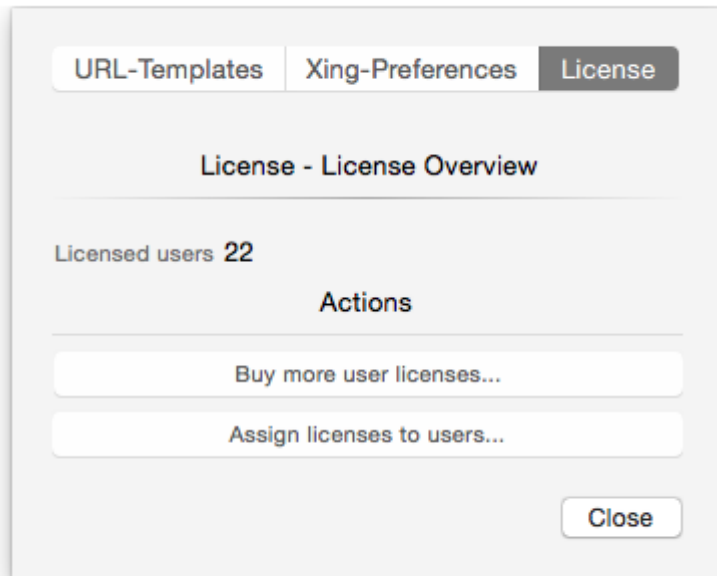 URL-Templates Xing-Preferences License
License - License Overview
Licensed users 22
Actions
Buy more user licenses...
Assign licenses to users...
Close